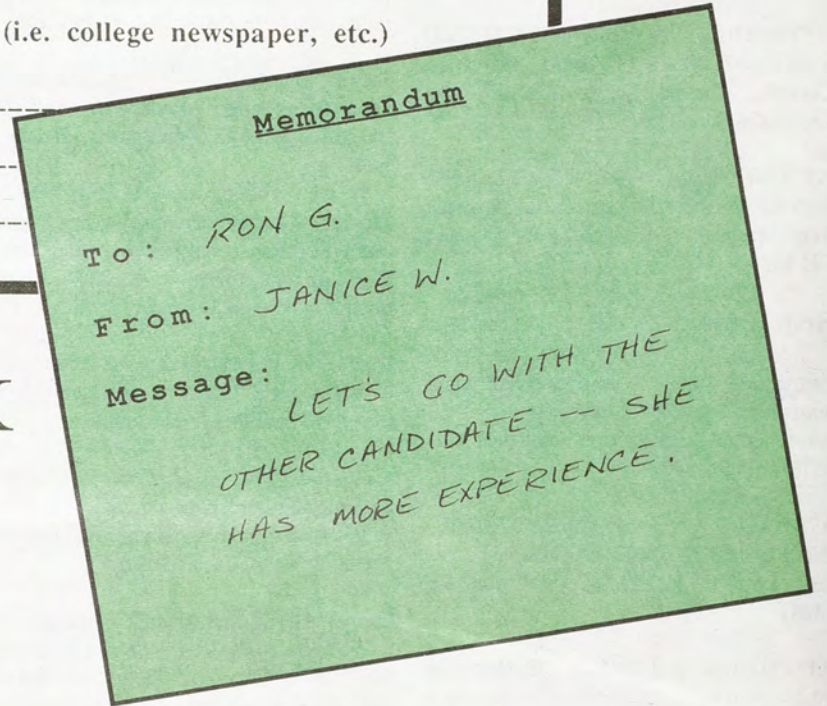 (i.e. college newspaper, etc.)
Memorandum
To: RON G.
From: JANICE W.
Message:
LET'S GO WITH THE
OTHER CANDIDATE -- SHE
HAS MORE EXPERIENCE.